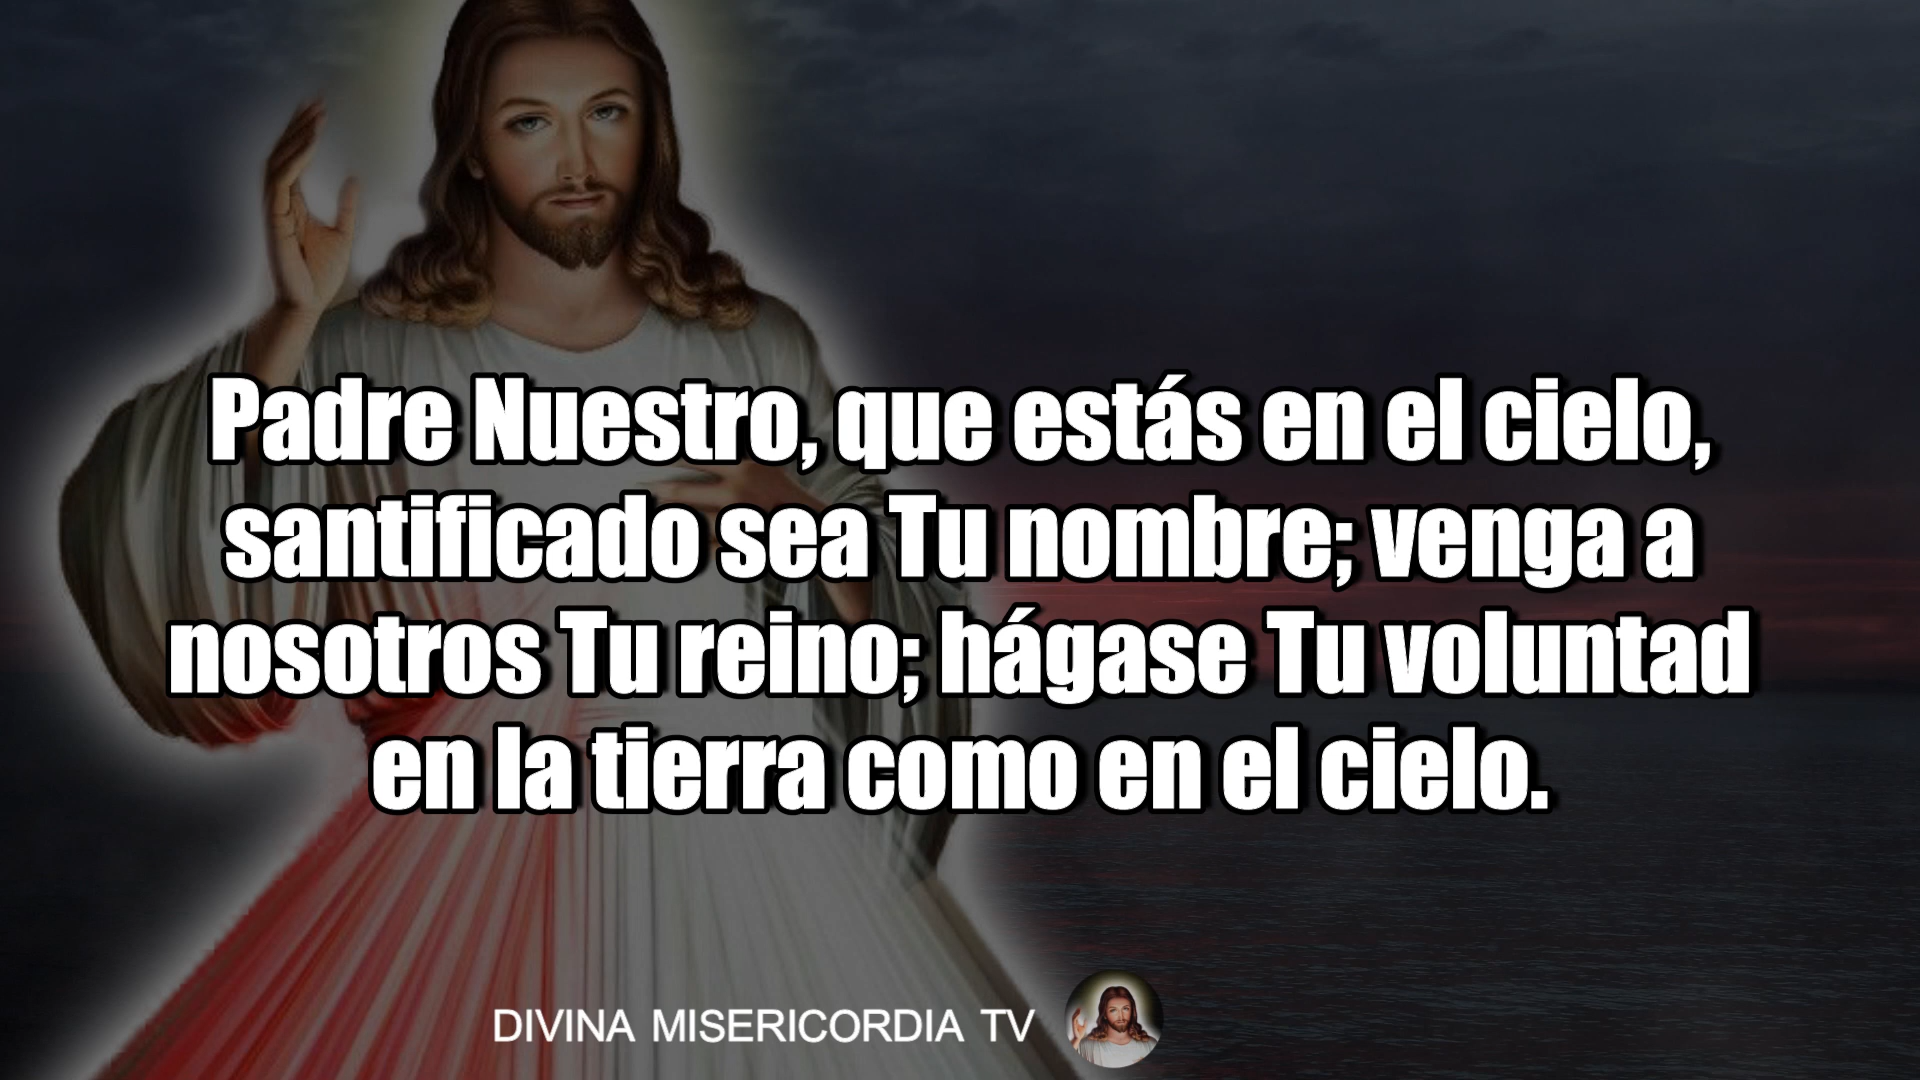 Padre Nuestro, que estás en el cielo,
santificado sea Tu nombre; venga a
nosotros Tu reino; hágase Tu voluntad
en la tierra como en el cielo.
DIVINA MISERICORDIA TV